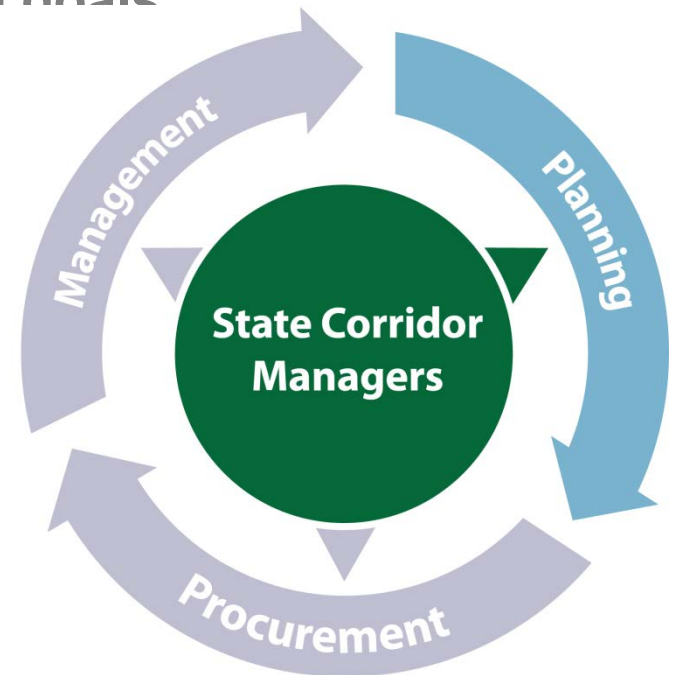 Management
Planning
State Corridor
Managers
Procurement